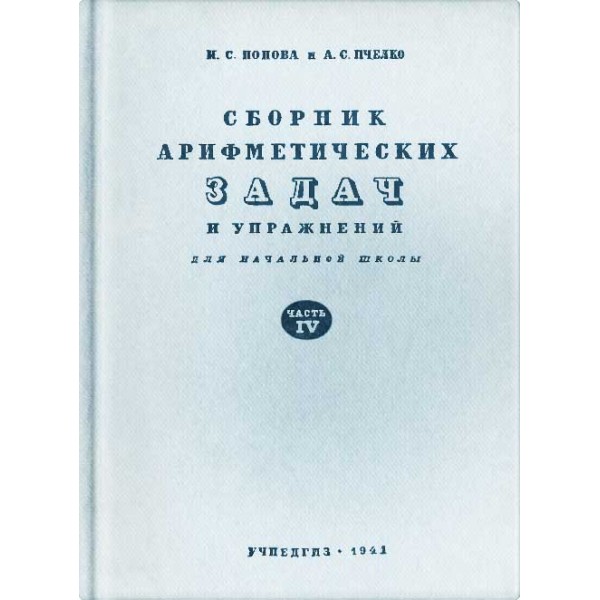 Н. С. ПОПОВА и А. С. ПЧЕЛКО
СБОРНИК
АРИФМЕТИЧЕСКИХ
ЗАДАЧ
И УПРАЖНЕНИЙ
ДЛЯ НАЧАЛЬНОЙ ШКОЛЫ
ЧАСТЬ
IV
УЧПЕДГИЗ • 1941